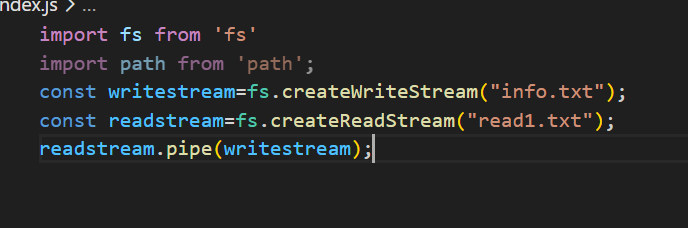 ndex.js > ...
import fs from 'fs'
import path from 'path';
const writestream=fs.createWriteStream("info.txt");
const readstream=fs.createReadStream("read1.txt");
readstream.pipe(writestream);